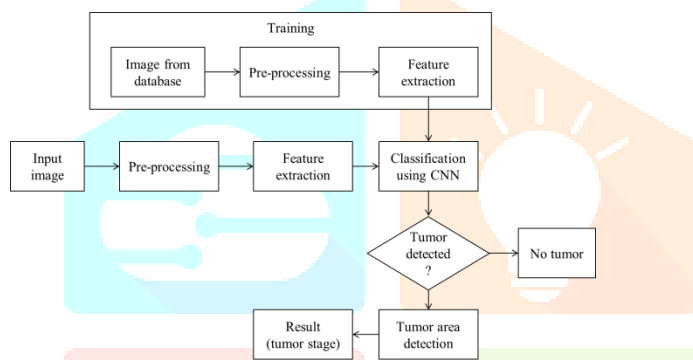 Training
Image from
database
Pre-processing
Feature
extraction
Input
image
Pre-processing
Feature
extraction
Classification
using CNN
Tumor
detected
?
No tumor
Result
(tumor stage)
Tumor area
detection